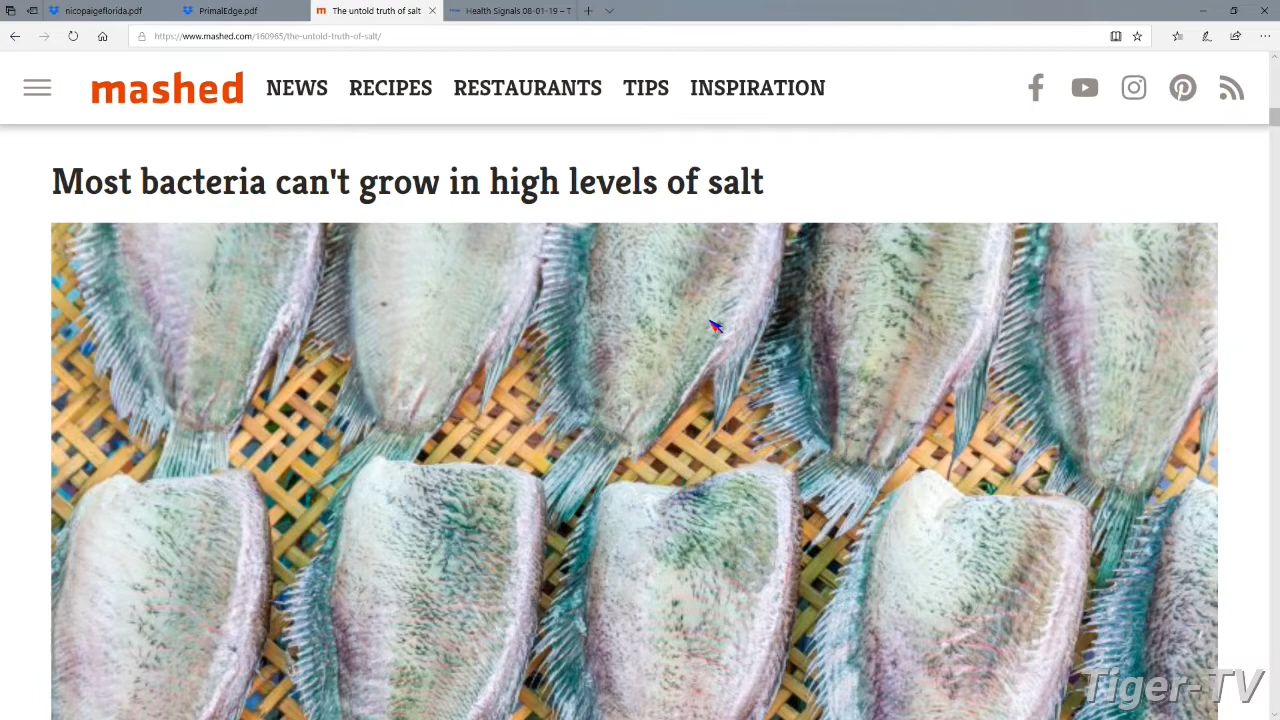 nicopaigeflorida.pdf
PrimalEdge.pdf
The untold truth of salt
Health Signals 08-01-19 – T
https://www.mashed.com/160965/the-untold-truth-of-salt/
mashed
NEWS RECIPES RESTAURANTS TIPS INSPIRATION
Most bacteria can't grow in high levels of salt
Tiger-TV